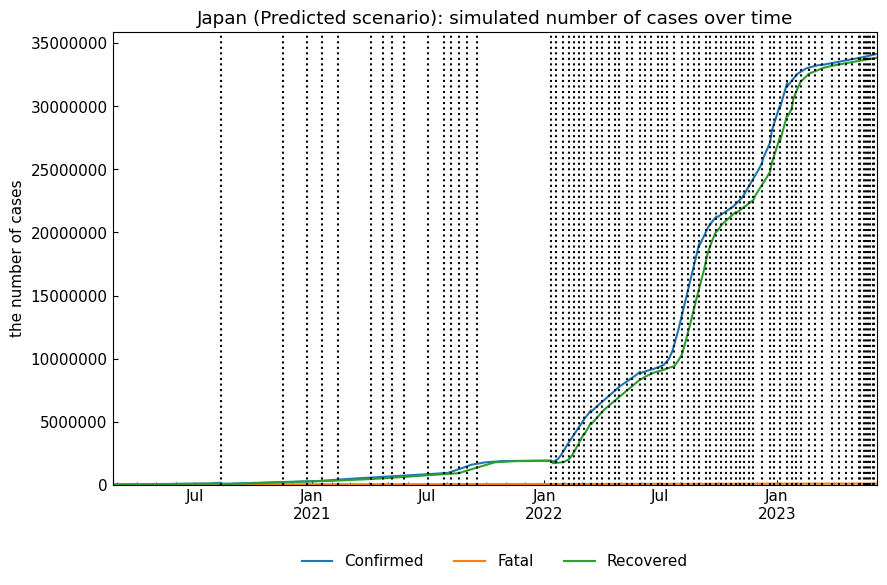 Japan (Predicted scenario): simulated number of cases over time
the number of cases
35000000
30000000
25000000
20000000
15000000
10000000
5000000
0
Jul Jan Jul Jan Jul Jan
2021 2022 2023
Confirmed Fatal Recovered